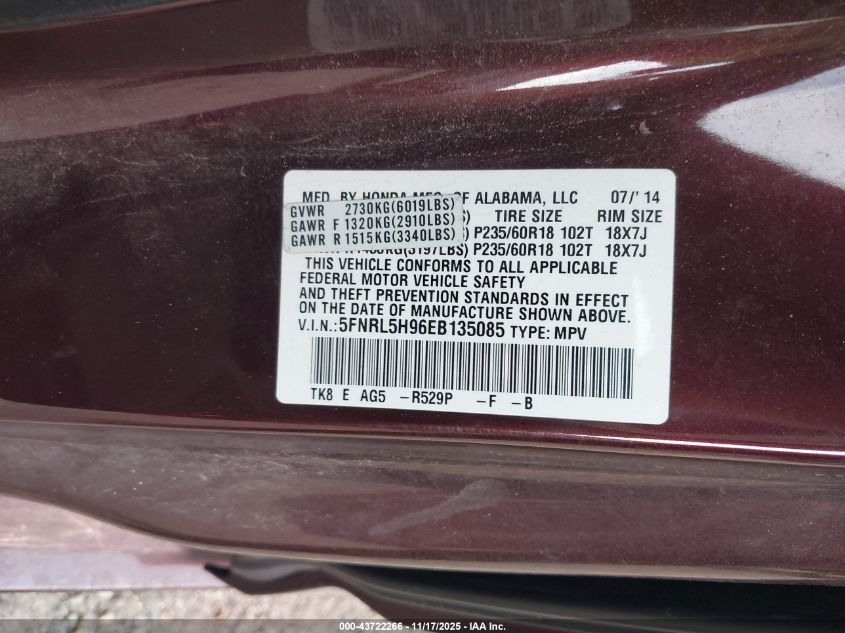 MFD. BY HONDA OF ALABAMA, LLC 07/'14
GVWR 2730KG(6019LBS) TIRE SIZE RIM SIZE
GAWR F 1320KG(2910LBS) P235/60R18 102T 18X7J
GAWR R 1515KG(3340LBS) P235/60R18 102T 18X7J
THIS VEHICLE CONFORMS TO ALL APPLICABLE
FEDERAL MOTOR VEHICLE SAFETY
AND THEFT PREVENTION STANDARDS IN EFFECT
ON THE DATE OF MANUFACTURE SHOWN ABOVE.
V.I.N.:5FNRL5H96EB135085 TYPE: MPV
TK8 E AG5 -R529P -F -B
000-43722266 - 11/17/2025 - IAA Inc.